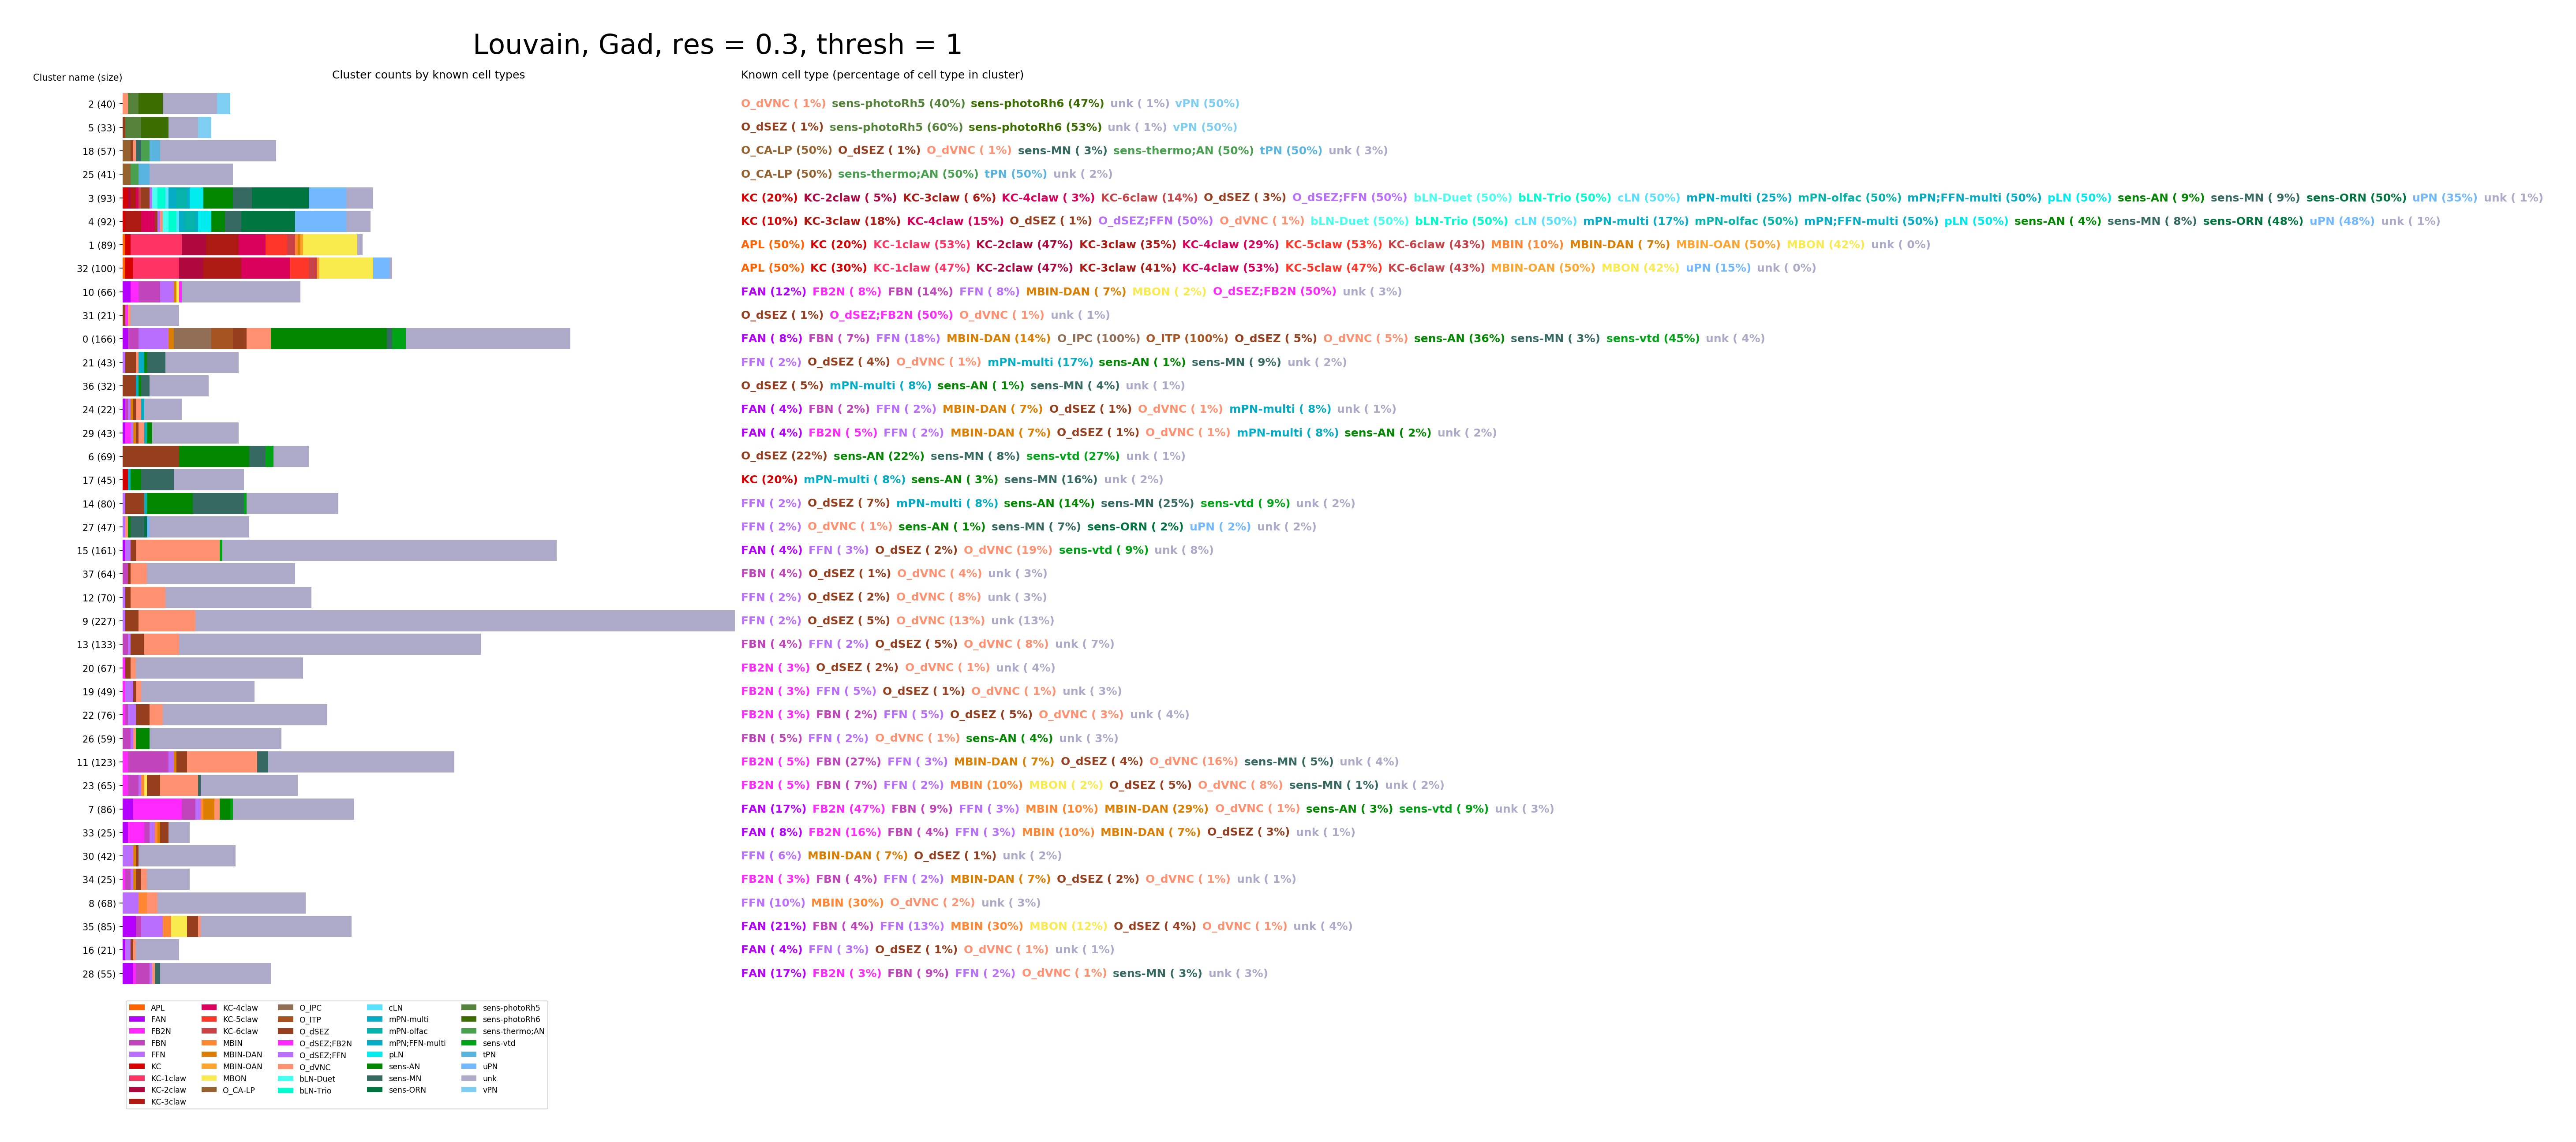 Louvain, Gad, res = 0.3, thresh = 1
Cluster name (size) Cluster counts by known cell types Known cell type (percentage of cell type in cluster)
2 (40) O_dVNC ( 1%) sens-photoRh5 (40%) sens-photoRh6 (47%) unk ( 1%) vPN (50%)
5 (33) O_dSEZ ( 1%) sens-photoRh5 (60%) sens-photoRh6 (53%) unk ( 1%) vPN (50%)
18 (57) O_CA-LP (50%) O_dSEZ ( 1%) O_dVNC ( 1%) sens-MN ( 3%) sens-thermo;AN (50%) tPN (50%) unk ( 3%)
25 (41) O_CA-LP (50%) sens-thermo;AN (50%) tPN (50%) unk ( 2%)
3 (93) KC (20%) KC-2claw ( 5%) KC-3claw ( 6%) KC-4claw ( 3%) KC-6claw (14%) O_dSEZ ( 3%) O_dSEZ;FFN (50%) bLN-Duet (50%) bLN-Trio (50%) cLN (50%) mPN-multi (25%) mPN-olfac (50%) mPN;FFN-multi (50%) pLN (50%) sens-AN ( 9%) sens-MN ( 9%) sens-ORN (50%) uPN (35%) unk ( 1%)
4 (92) KC (10%) KC-3claw (18%) KC-4claw (15%) O_dSEZ ( 1%) O_dSEZ;FFN (50%) O_dVNC ( 1%) bLN-Duet (50%) bLN-Trio (50%) cLN (50%) mPN-multi (17%) mPN-olfac (50%) mPN;FFN-multi (50%) pLN (50%) sens-AN ( 4%) sens-MN ( 8%) sens-ORN (48%) uPN (48%) unk ( 1%)
1 (89) APL (50%) KC (20%) KC-1claw (53%) KC-2claw (47%) KC-3claw (35%) KC-4claw (29%) KC-5claw (53%) KC-6claw (43%) MBIN (10%) MBIN-DAN ( 7%) MBIN-OAN (50%) MBON (42%) unk ( 0%)
32 (100) APL (50%) KC (30%) KC-1claw (47%) KC-2claw (47%) KC-3claw (41%) KC-4claw (53%) KC-5claw (47%) KC-6claw (43%) MBIN-OAN (50%) MBON (42%) uPN (15%) unk ( 0%)
10 (66) FAN (12%) FB2N ( 8%) FBN (14%) FFN ( 8%) MBIN-DAN ( 7%) MBON ( 2%) O_dSEZ;FB2N (50%) unk ( 3%)
31 (21) O_dSEZ ( 1%) O_dSEZ;FB2N (50%) O_dVNC ( 1%) unk ( 1%)
0 (166) FAN ( 8%) FBN ( 7%) FFN (18%) MBIN-DAN (14%) O_IPC (100%) O_ITP (100%) O_dSEZ ( 5%) O_dVNC ( 5%) sens-AN (36%) sens-MN ( 3%) sens-vtd (45%) unk ( 4%)
21 (43) FFN ( 2%) O_dSEZ ( 4%) O_dVNC ( 1%) mPN-multi (17%) sens-AN ( 1%) sens-MN ( 9%) unk ( 2%)
36 (32) O_dSEZ ( 5%) mPN-multi ( 8%) sens-AN ( 1%) sens-MN ( 4%) unk ( 1%)
24 (22) FAN ( 4%) FBN ( 2%) FFN ( 2%) MBIN-DAN ( 7%) O_dSEZ ( 1%) O_dVNC ( 1%) mPN-multi ( 8%) unk ( 1%)
29 (43) FAN ( 4%) FB2N ( 5%) FFN ( 2%) MBIN-DAN ( 7%) O_dSEZ ( 1%) O_dVNC ( 1%) mPN-multi ( 8%) sens-AN ( 2%) unk ( 2%)
6 (69) O_dSEZ (22%) sens-AN (22%) sens-MN ( 8%) sens-vtd (27%) unk ( 1%)
17 (45) KC (20%) mPN-multi ( 8%) sens-AN ( 3%) sens-MN (16%) unk ( 2%)
14 (80) FFN ( 2%) O_dSEZ ( 7%) mPN-multi ( 8%) sens-AN (14%) sens-MN (25%) sens-vtd ( 9%) unk ( 2%)
27 (47) FFN ( 2%) O_dVNC ( 1%) sens-AN ( 1%) sens-MN ( 7%) sens-ORN ( 2%) uPN ( 2%) unk ( 2%)
15 (161) FAN ( 4%) FFN ( 3%) O_dSEZ ( 2%) O_dVNC (19%) sens-vtd ( 9%) unk ( 8%)
37 (64) FBN ( 4%) O_dSEZ ( 1%) O_dVNC ( 4%) unk ( 3%)
12 (70) FFN ( 2%) O_dSEZ ( 2%) O_dVNC ( 8%) unk ( 3%)
9 (227) FFN ( 2%) O_dSEZ ( 5%) O_dVNC (13%) unk (13%)
13 (133) FBN ( 4%) FFN ( 2%) O_dSEZ ( 5%) O_dVNC ( 8%) unk ( 7%)
20 (67) FB2N ( 3%) O_dSEZ ( 2%) O_dVNC ( 1%) unk ( 4%)
19 (49) FB2N ( 3%) FFN ( 5%) O_dSEZ ( 1%) O_dVNC ( 1%) unk ( 3%)
22 (76) FB2N ( 3%) FBN ( 2%) FFN ( 5%) O_dSEZ ( 5%) O_dVNC ( 3%) unk ( 4%)
26 (59) FBN ( 5%) FFN ( 2%) O_dVNC ( 1%) sens-AN ( 4%) unk ( 3%)
11 (123) FB2N ( 5%) FBN (27%) FFN ( 3%) MBIN-DAN ( 7%) O_dSEZ ( 4%) O_dVNC (16%) sens-MN ( 5%) unk ( 4%)
23 (65) FB2N ( 5%) FBN ( 7%) FFN ( 2%) MBIN (10%) MBON ( 2%) O_dSEZ ( 5%) O_dVNC ( 8%) sens-MN ( 1%) unk ( 2%)
7 (86) FAN (17%) FB2N (47%) FBN ( 9%) FFN ( 3%) MBIN (10%) MBIN-DAN (29%) O_dVNC ( 1%) sens-AN ( 3%) sens-vtd ( 9%) unk ( 3%)
33 (25) FAN ( 8%) FB2N (16%) FBN ( 4%) FFN ( 3%) MBIN (10%) MBIN-DAN ( 7%) O_dSEZ ( 3%) unk ( 1%)
30 (42) FFN ( 6%) MBIN-DAN ( 7%) O_dSEZ ( 1%) unk ( 2%)
34 (25) FB2N ( 3%) FBN ( 4%) FFN ( 2%) MBIN-DAN ( 7%) O_dSEZ ( 2%) O_dVNC ( 1%) unk ( 1%)
8 (68) FFN (10%) MBIN (30%) O_dVNC ( 2%) unk ( 3%)
35 (85) FAN (21%) FBN ( 4%) FFN (13%) MBIN (30%) MBON (12%) O_dSEZ ( 4%) O_dVNC ( 1%) unk ( 4%)
16 (21) FAN ( 4%) FFN ( 3%) O_dSEZ ( 1%) O_dVNC ( 1%) unk ( 1%)
28 (55) FAN (17%) FB2N ( 3%) FBN ( 9%) FFN ( 2%) O_dVNC ( 1%) sens-MN ( 3%) unk ( 3%)
APL KC-4claw O_IPC cLN sens-photoRh5
FAN KC-5claw O_ITP mPN-multi sens-photoRh6
FB2N KC-6claw O_dSEZ mPN-olfac sens-thermo;AN
FBN MBIN O_dSEZ;FB2N mPN;FFN-multi sens-vtd
FFN MBIN-DAN O_dSEZ;FFN pLN tPN
KC MBIN-OAN O_dVNC sens-AN uPN
KC-1claw MBON bLN-Duet sens-MN unk
KC-2claw O_CA-LP bLN-Trio sens-ORN vPN
KC-3claw